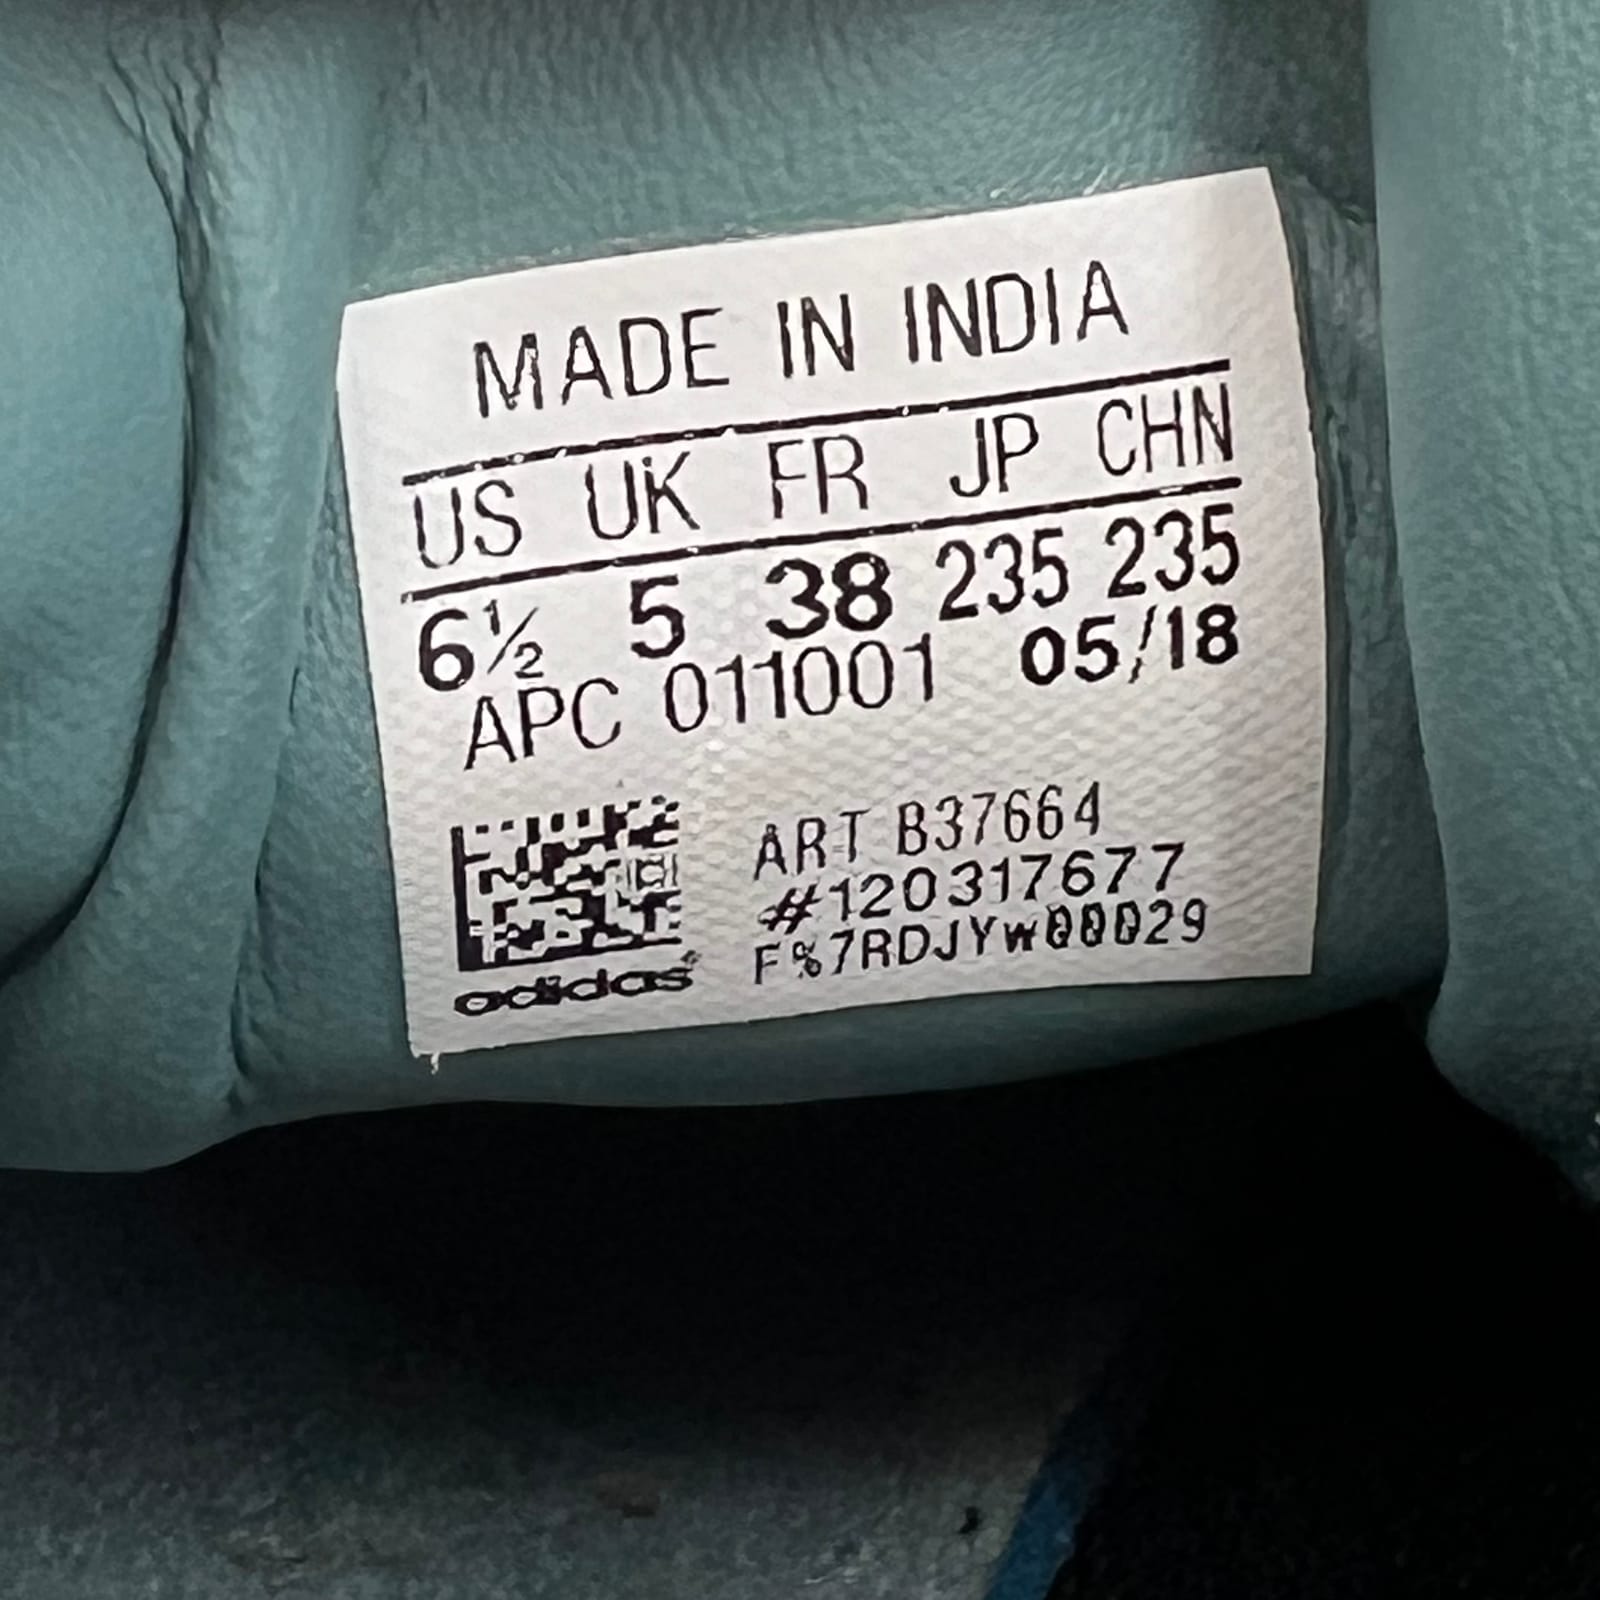 MADE IN INDIA
US UK FR JP CHN
6½ 5 38 235 235
APC 011001 05/18
ART B37664
#120317677
F%7RDJYW00029
adidas